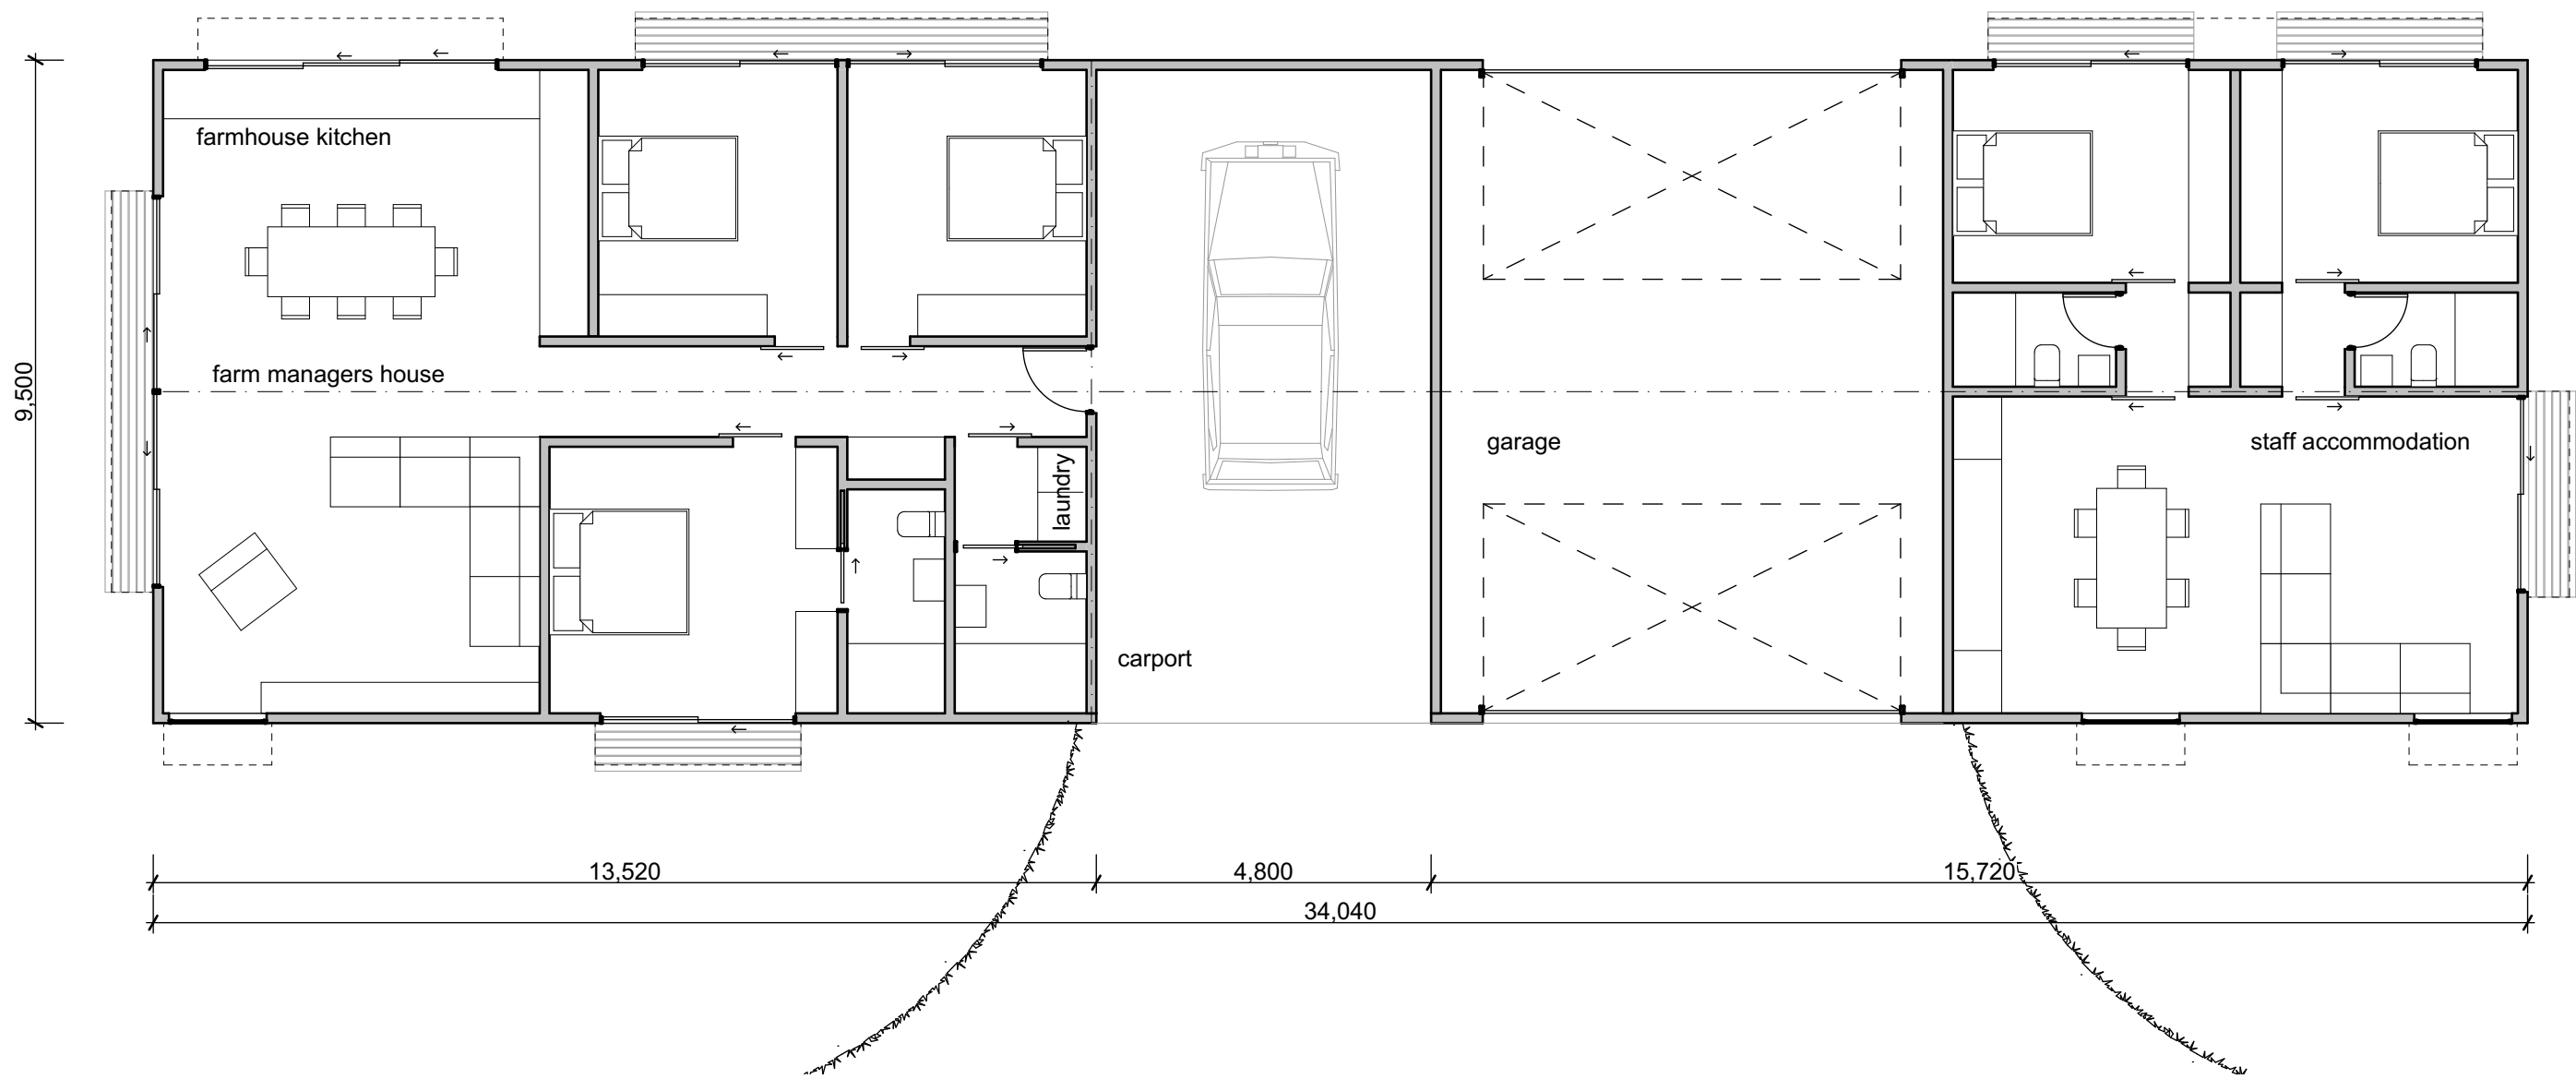 farmhouse kitchen
farm managers house
9,500
garage
staff accommodation
laundry
carport
13,520
4,800
15,720
34,040